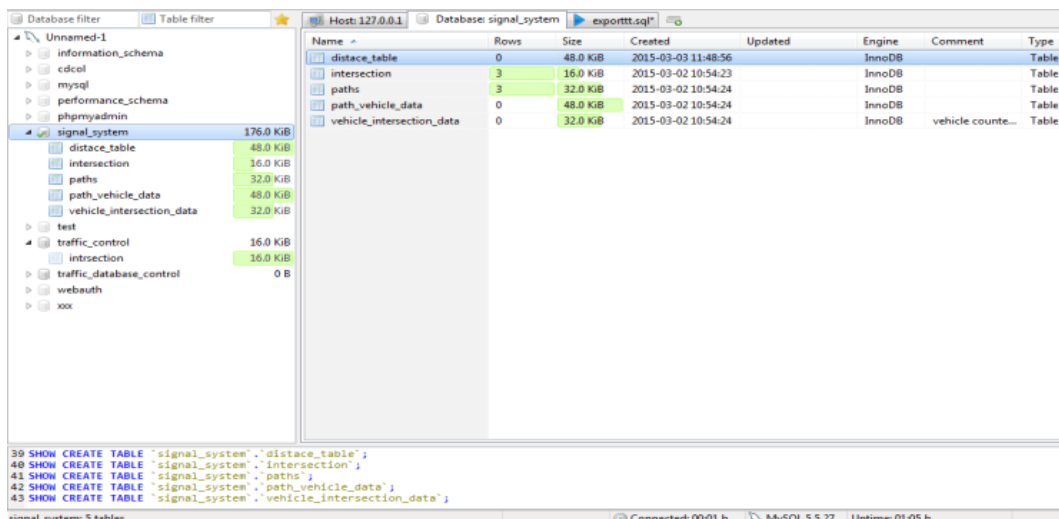 Database filter Table filter Host: 127.0.0.1 Database: signal_system exporttt.sql*
Unnamed-1
information_schema
cdcol
mysql
performance_schema
phpmyadmin
signal_system 176.0 KiB
distace_table 48.0 KiB
intersection 16.0 KiB
paths 32.0 KiB
path_vehicle_data 48.0 KiB
vehicle_intersection_data 32.0 KiB
test
traffic_control 16.0 KiB
intrsection 16.0 KiB
traffic_database_control 0 B
webauth
xxx
Name Rows Size Created Updated Engine Comment Type
distace_table 0 48.0 KiB 2015-03-03 11:48:56 InnoDB Table
intersection 3 16.0 KiB 2015-03-02 10:54:23 InnoDB Table
paths 3 32.0 KiB 2015-03-02 10:54:24 InnoDB Table
path_vehicle_data 0 48.0 KiB 2015-03-02 10:54:24 InnoDB Table
vehicle_intersection_data 0 32.0 KiB 2015-03-02 10:54:24 InnoDB vehicle counte... Table
39 SHOW CREATE TABLE `signal_system`.`distace_table`;
40 SHOW CREATE TABLE `signal_system`.`intersection`;
41 SHOW CREATE TABLE `signal_system`.`paths`;
42 SHOW CREATE TABLE `signal_system`.`path_vehicle_data`;
43 SHOW CREATE TABLE `signal_system`.`vehicle_intersection_data`;
signal_system: 5 tables Connected: 00:01 h MySQL 5.5.27 Uptime: 01:05 h